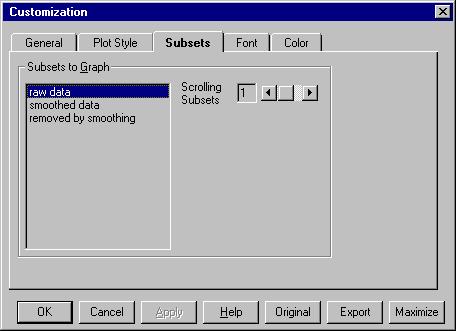 Customization
General Plot Style Subsets Font Color
Subsets to Graph
raw data
smoothed data
removed by smoothing
Scrolling
Subsets
1
OK Cancel Apply Help Original Export Maximize